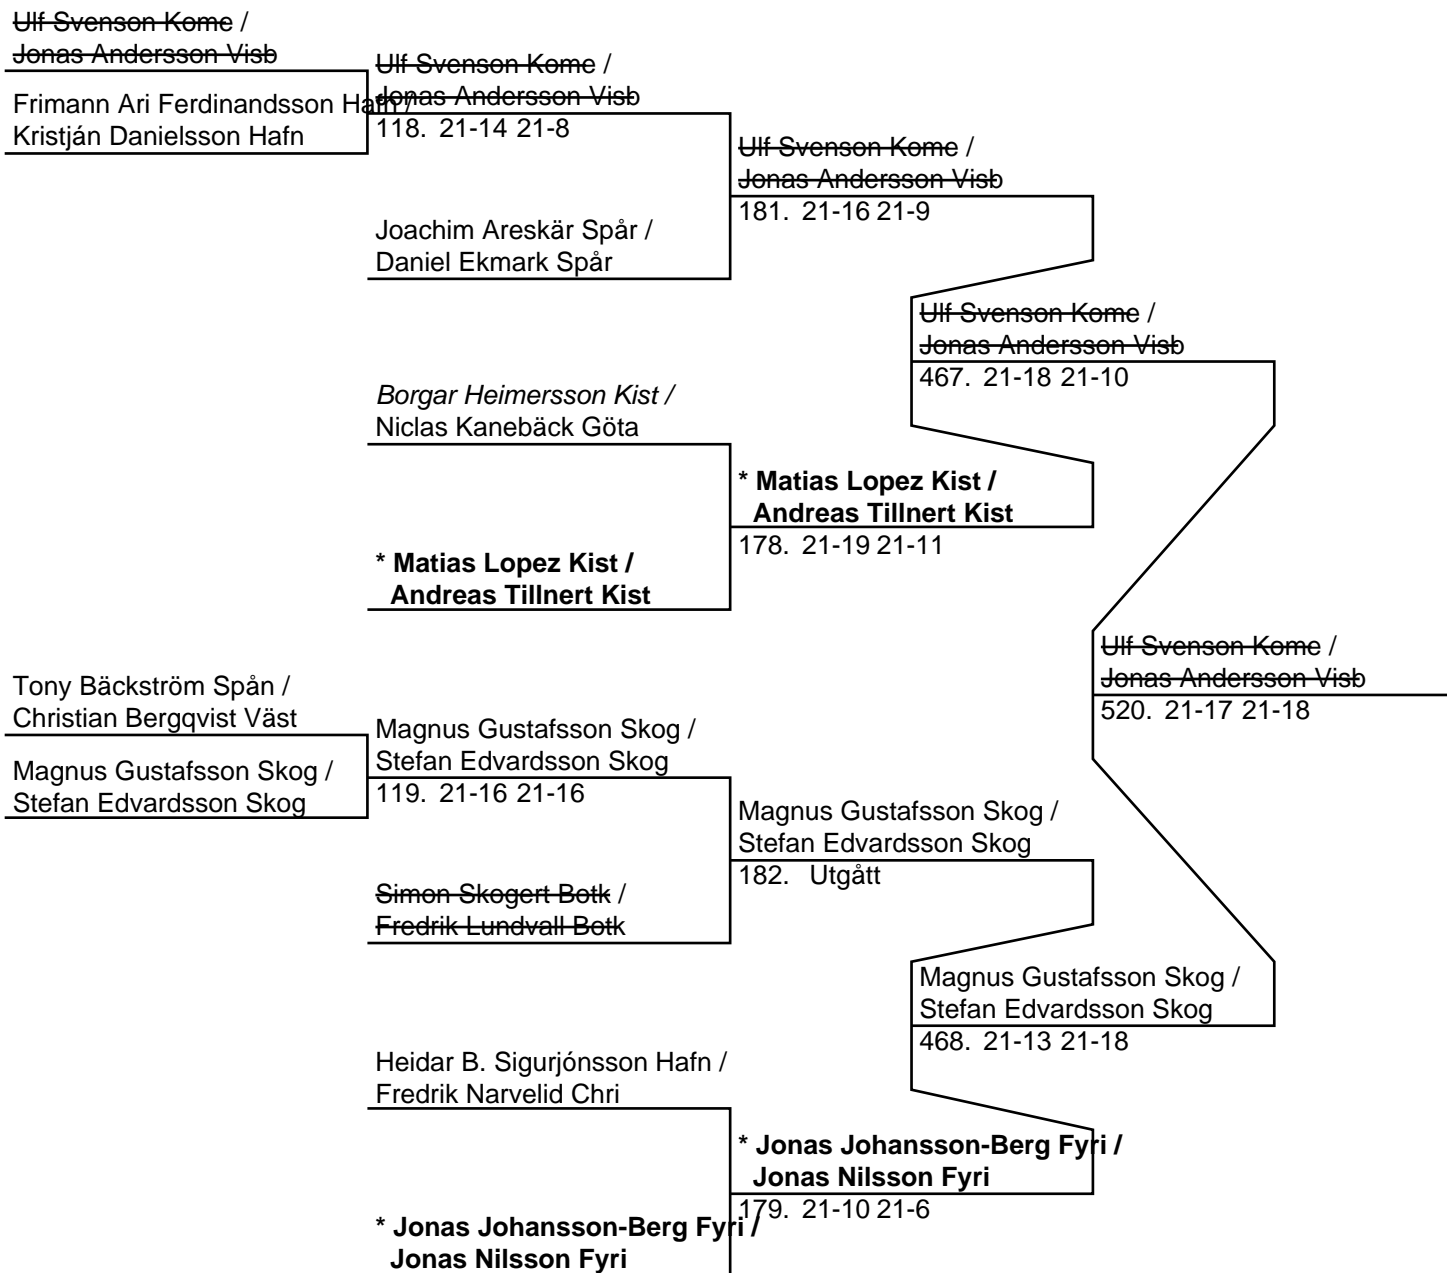 Ulf Svenson Kome /
Jonas Andersson Visb
Frimann Ari Ferdinandsson Hafn /
Kristján Danielsson Hafn
Ulf Svenson Kome /
Jonas Andersson Visb
118. 21-14 21-8
Joachim Areskär Spår /
Daniel Ekmark Spår
Ulf Svenson Kome /
Jonas Andersson Visb
181. 21-16 21-9
Borgar Heimersson Kist /
Niclas Kanebäck Göta
* Matias Lopez Kist /
Andreas Tillnert Kist
* Matias Lopez Kist /
Andreas Tillnert Kist
178. 21-19 21-11
Ulf Svenson Kome /
Jonas Andersson Visb
467. 21-18 21-10
Tony Bäckström Spån /
Christian Bergqvist Väst
Magnus Gustafsson Skog /
Stefan Edvardsson Skog
Magnus Gustafsson Skog /
Stefan Edvardsson Skog
119. 21-16 21-16
Simon Skogert Botk /
Fredrik Lundvall Botk
Magnus Gustafsson Skog /
Stefan Edvardsson Skog
182. Utgått
Heidar B. Sigurjónsson Hafn /
Fredrik Narvelid Chri
* Jonas Johansson-Berg Fyri /
Jonas Nilsson Fyri
* Jonas Johansson-Berg Fyri /
Jonas Nilsson Fyri
179. 21-10 21-6
Magnus Gustafsson Skog /
Stefan Edvardsson Skog
468. 21-13 21-18
Ulf Svenson Kome /
Jonas Andersson Visb
520. 21-17 21-18